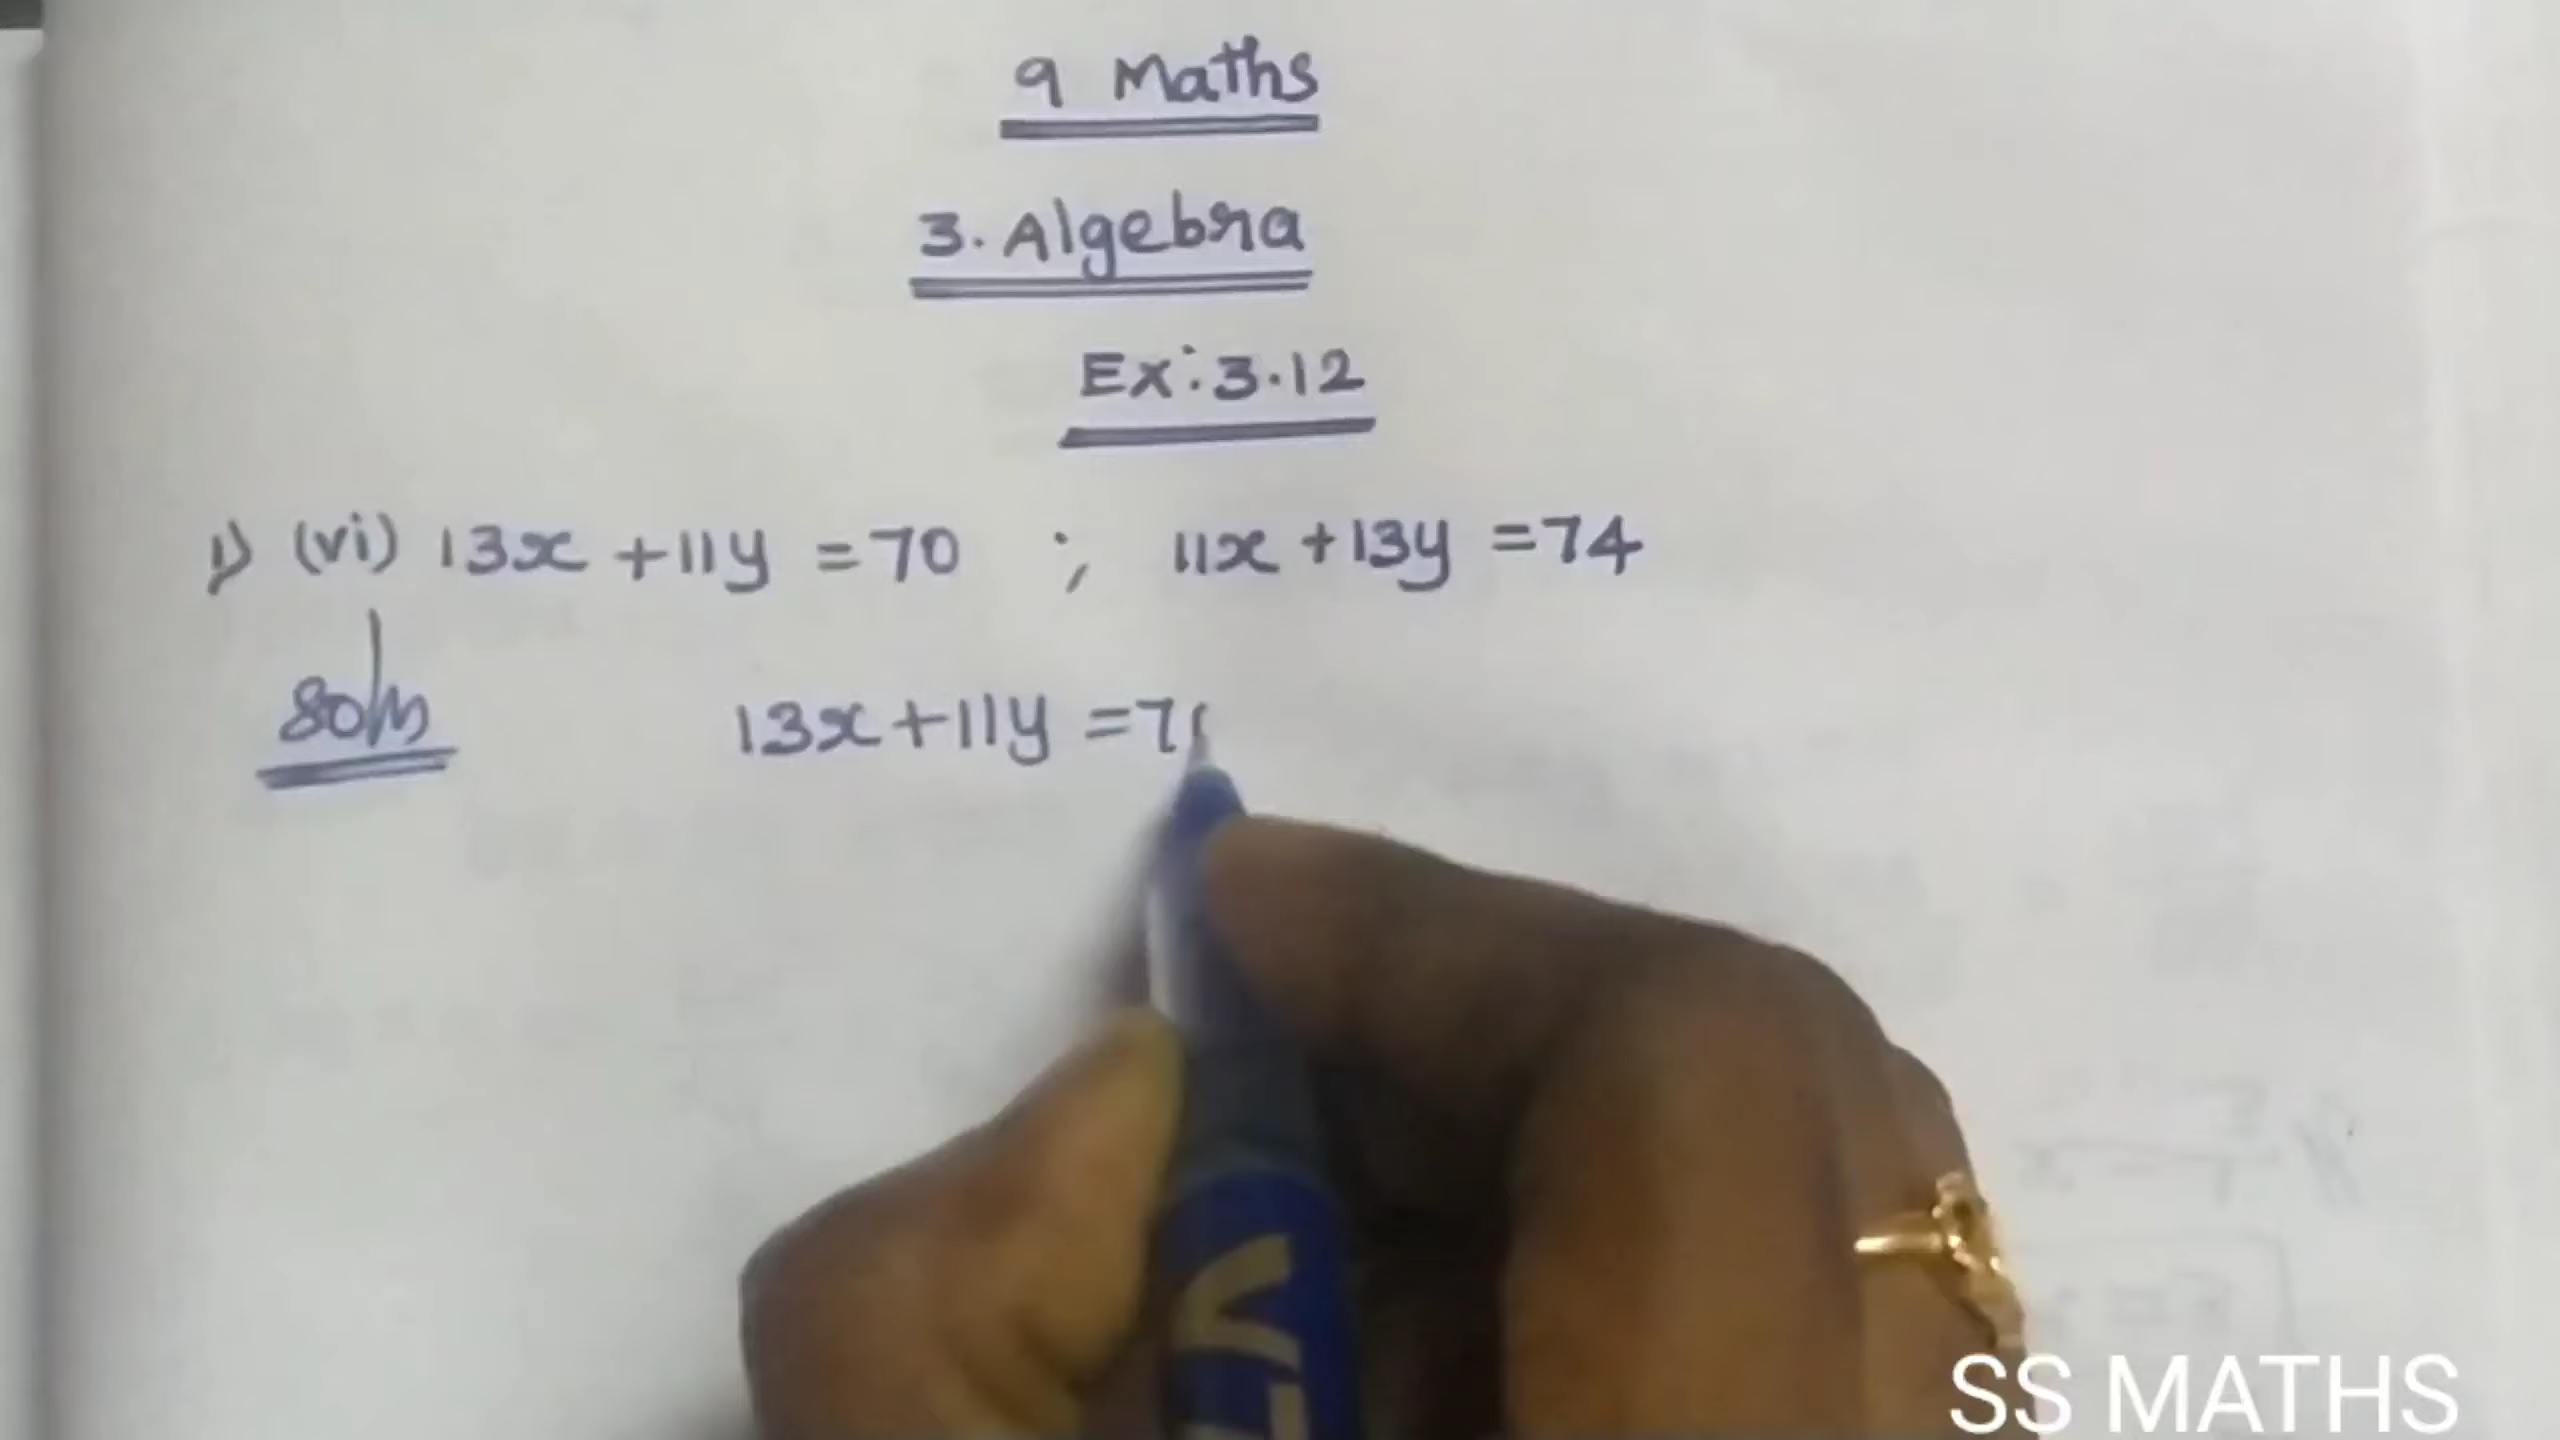 9 Maths
3. Algebra
Ex: 3.12
1) (vi) 13x + 11y = 70 ; 11x + 13y = 74
Soln
13x + 11y = 7
SS MATHS